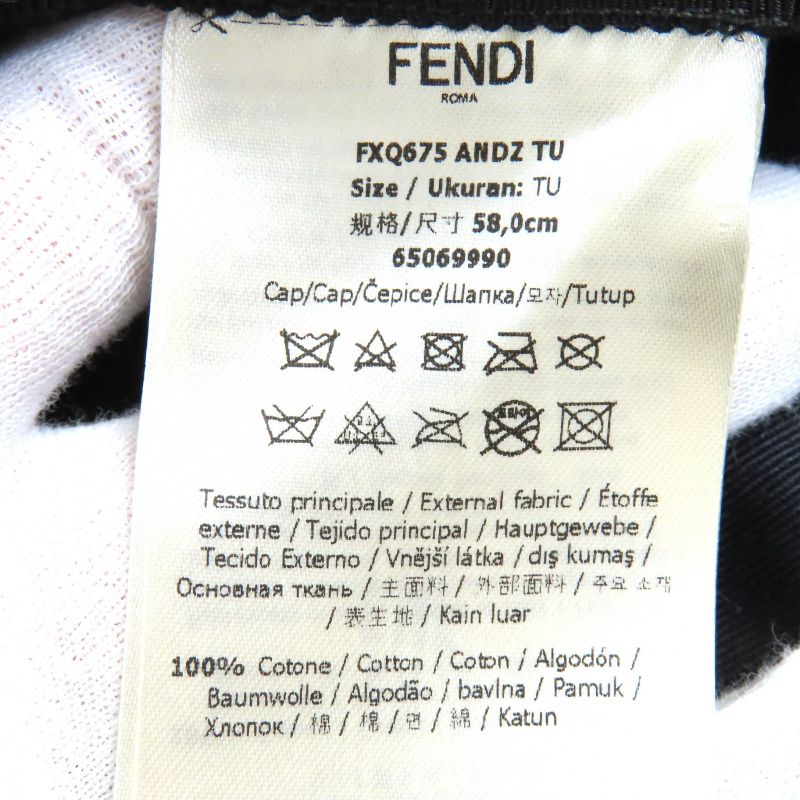 FENDI
ROMA
FXQ675 ANDZ TU
Size / Ukuran: TU
规格/尺寸 58,0cm
65069990
Cap/Cap/Čepice/Шапка/모자/Tutup
드라이
Tessuto principale / External fabric / Étoffe
externe / Tejido principal / Hauptgewebe /
Tecido Externo / Vnější látka / dış kumaş /
Основная ткань / 主面料 / 外部面料 / 주요 소재
/ 表生地 / Kain luar
100% Cotone / Cotton / Coton / Algodón /
Baumwolle / Algodão / bavlna / Pamuk /
Хлопок / 棉 / 棉 / 면 / 綿 / Katun